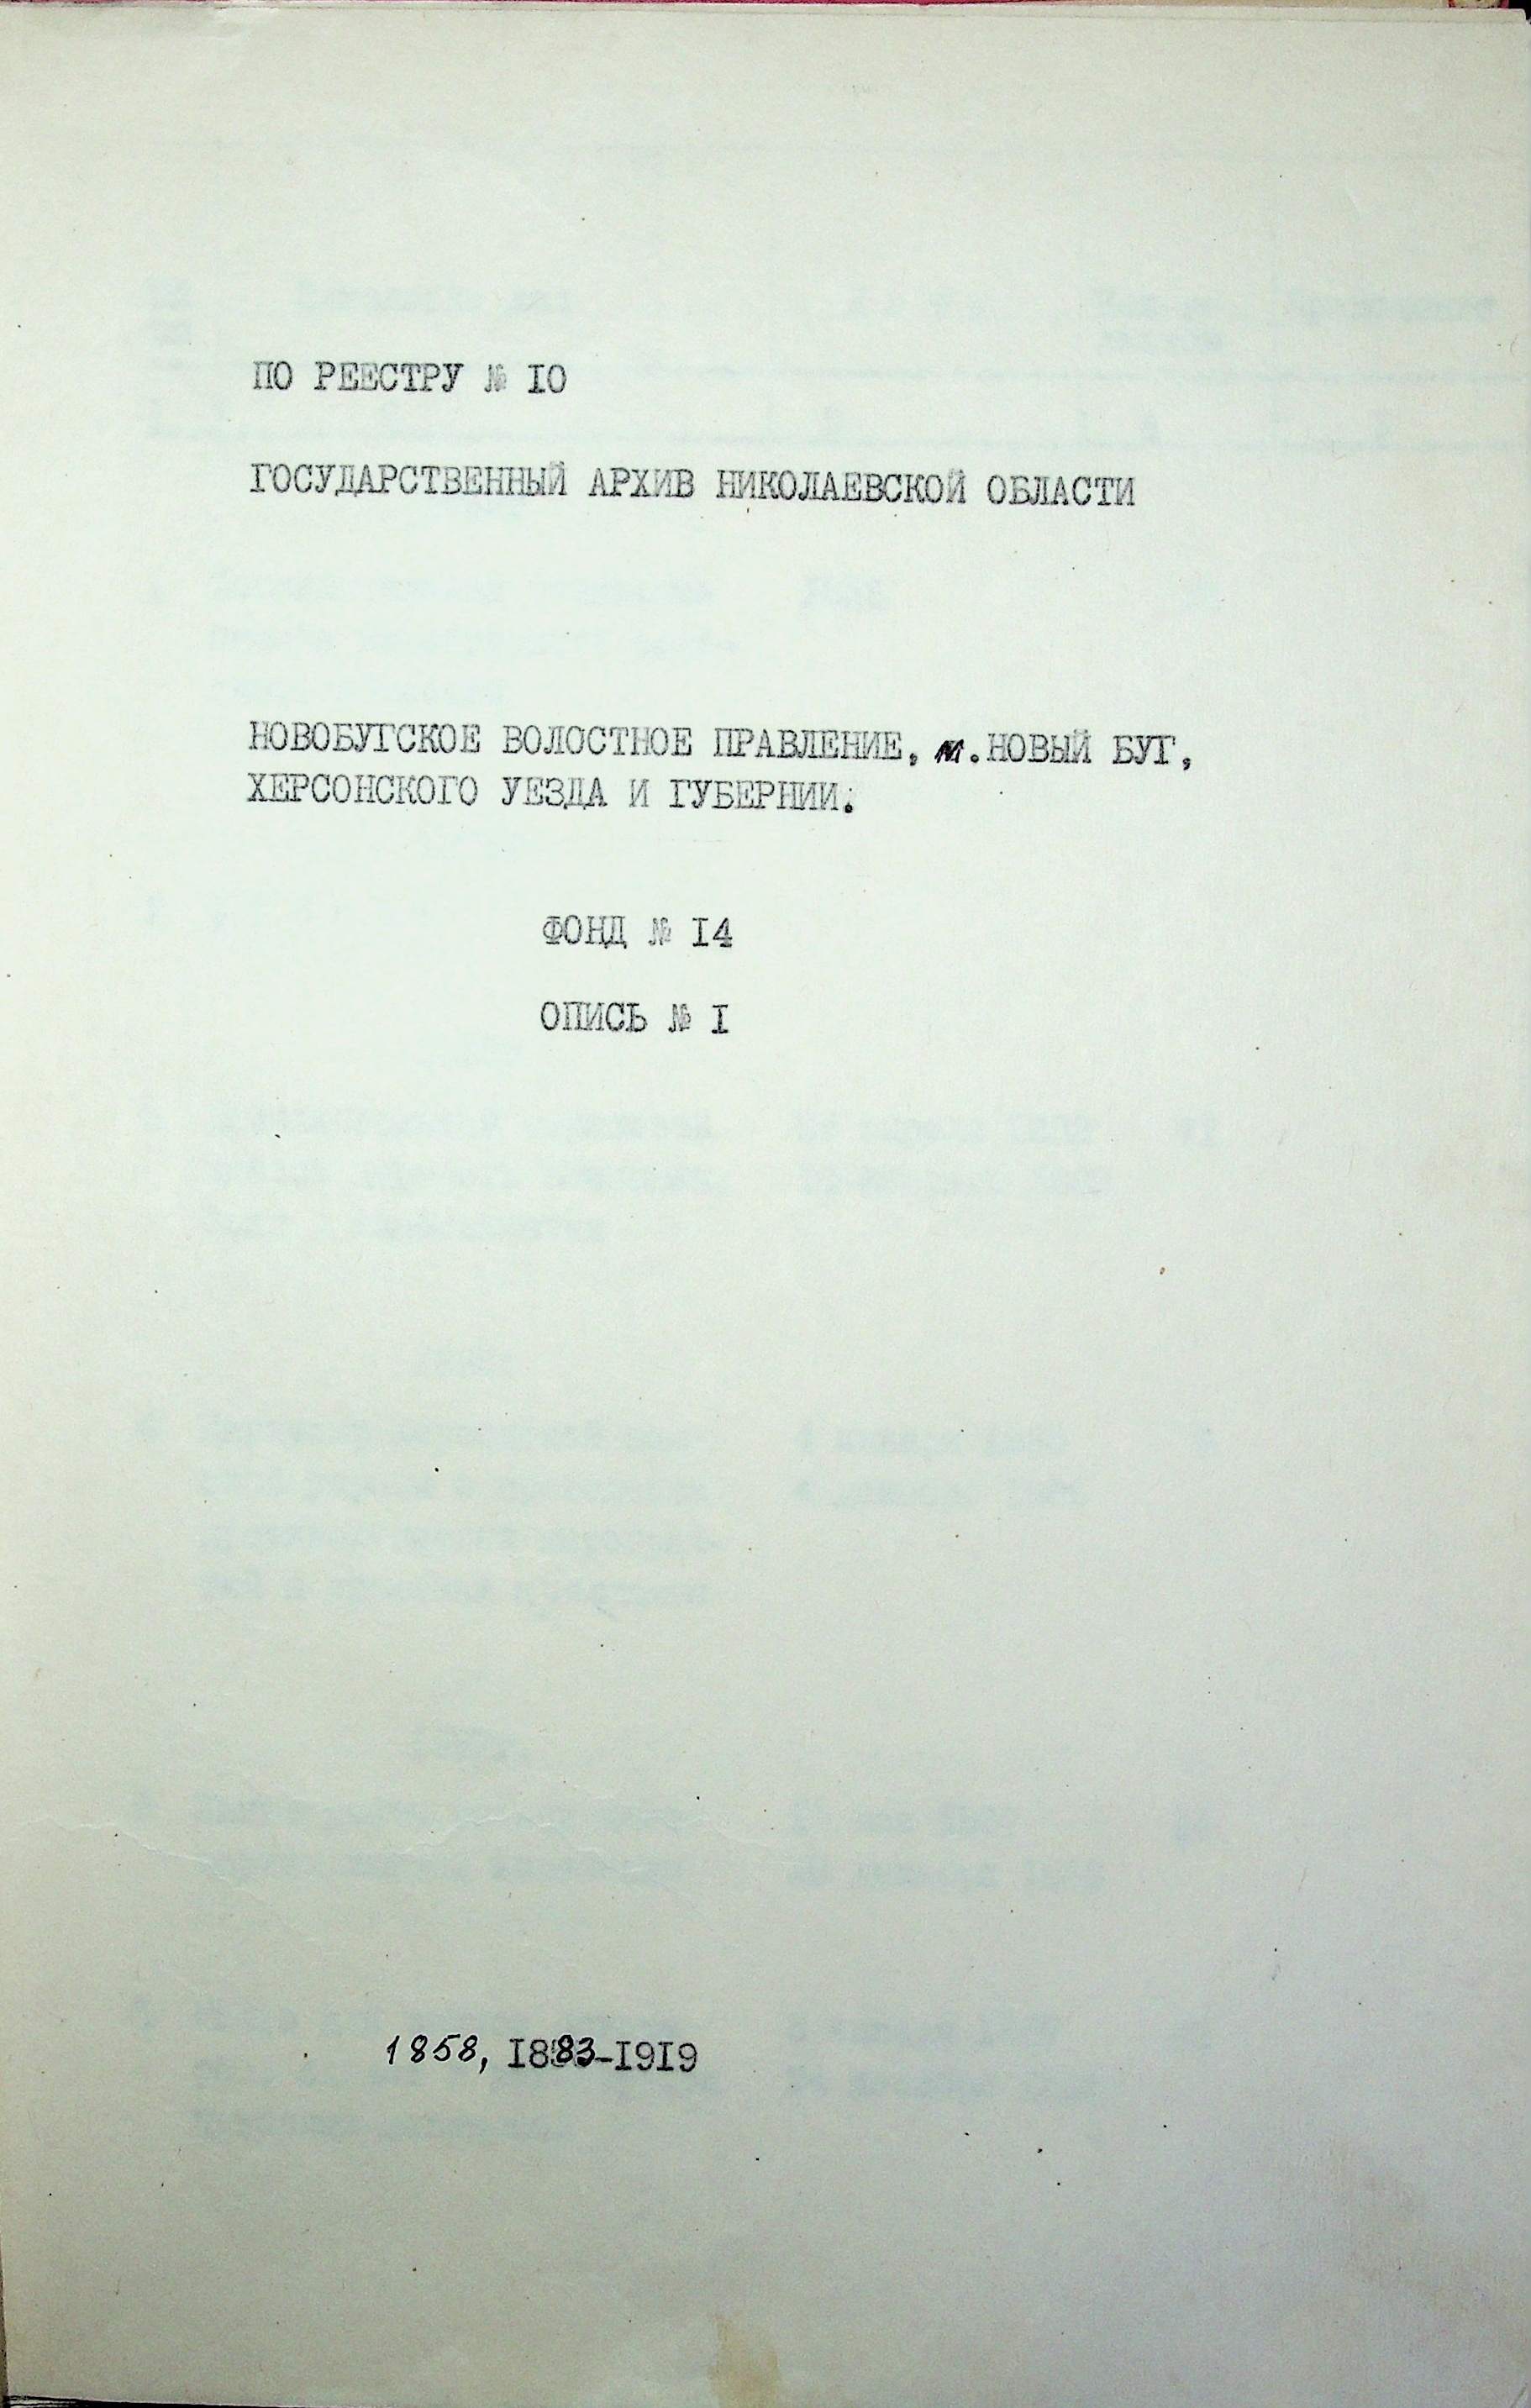 ПО РЕЕСТРУ № I0
ГОСУДАРСТВЕННЫЙ АРХИВ НИКОЛАЕВСКОЙ ОБЛАСТИ
НОВОБУГСКОЕ ВОЛОСТНОЕ ПРАВЛЕНИЕ, м. НОВЫЙ БУГ,
ХЕРСОНСКОГО УЕЗДА И ГУБЕРНИИ.
ФОНД № I4
ОПИСЬ № I
1858, I883-I9I9